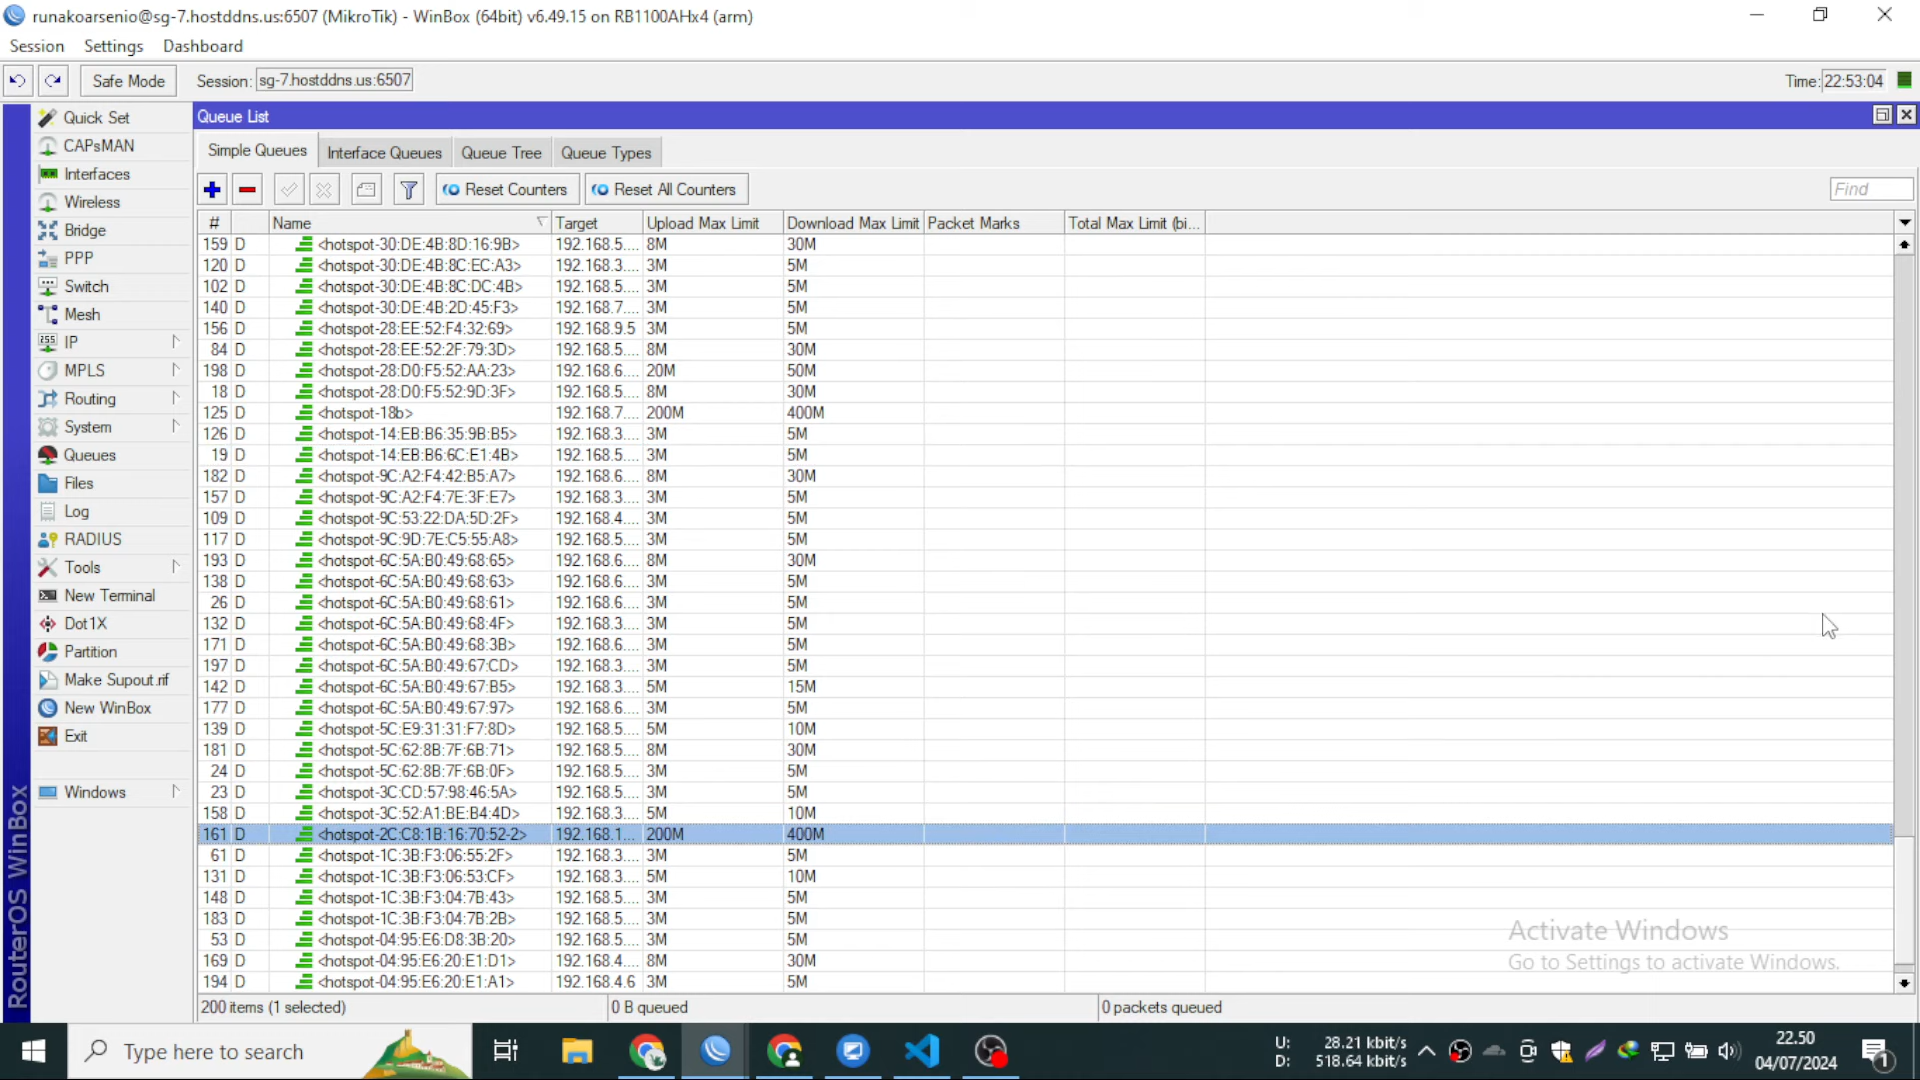 runakoarsenio@sg-7.hostddns.us:6507 (MikroTik) - WinBox (64bit) v6.49.15 on RB1100AHx4 (arm)
Session Settings Dashboard
Safe Mode Session: sg-7.hostddns.us:6507 Time: 22:53:04
Quick Set
CAPsMAN
Interfaces
Wireless
Bridge
PPP
Switch
Mesh
IP
MPLS
Routing
System
Queues
Files
Log
RADIUS
Tools
New Terminal
Dot1X
Partition
Make Supout.rif
New WinBox
Exit
Windows
RouterOS WinBox
Queue List
Simple Queues Interface Queues Queue Tree Queue Types
Reset Counters Reset All Counters Find
# Name Target Upload Max Limit Download Max Limit Packet Marks Total Max Limit (bi...
159 D <hotspot-30:DE:4B:8D:16:9B> 192.168.5.... 8M 30M
120 D <hotspot-30:DE:4B:8C:EC:A3> 192.168.3.... 3M 5M
102 D <hotspot-30:DE:4B:8C:DC:4B> 192.168.5.... 3M 5M
140 D <hotspot-30:DE:4B:2D:45:F3> 192.168.7.... 3M 5M
156 D <hotspot-28:EE:52:F4:32:69> 192.168.9.5 3M 5M
84 D <hotspot-28:EE:52:2F:79:3D> 192.168.5.... 8M 30M
198 D <hotspot-28:D0:F5:52:AA:23> 192.168.6.... 20M 50M
18 D <hotspot-28:D0:F5:52:9D:3F> 192.168.5.... 8M 30M
125 D <hotspot-18b> 192.168.7.... 200M 400M
126 D <hotspot-14:EB:B6:35:9B:B5> 192.168.3.... 3M 5M
19 D <hotspot-14:EB:B6:6C:E1:4B> 192.168.5.... 3M 5M
182 D <hotspot-9C:A2:F4:42:B5:A7> 192.168.6.... 8M 30M
157 D <hotspot-9C:A2:F4:7E:3F:E7> 192.168.3.... 3M 5M
109 D <hotspot-9C:53:22:DA:5D:2F> 192.168.4.... 3M 5M
117 D <hotspot-9C:9D:7E:C5:55:A8> 192.168.5.... 3M 5M
193 D <hotspot-6C:5A:B0:49:68:65> 192.168.6.... 8M 30M
138 D <hotspot-6C:5A:B0:49:68:63> 192.168.6.... 3M 5M
26 D <hotspot-6C:5A:B0:49:68:61> 192.168.6.... 3M 5M
132 D <hotspot-6C:5A:B0:49:68:4F> 192.168.3.... 3M 5M
171 D <hotspot-6C:5A:B0:49:68:3B> 192.168.6.... 3M 5M
197 D <hotspot-6C:5A:B0:49:67:CD> 192.168.3.... 3M 5M
142 D <hotspot-6C:5A:B0:49:67:B5> 192.168.3.... 5M 15M
177 D <hotspot-6C:5A:B0:49:67:97> 192.168.6.... 3M 5M
139 D <hotspot-5C:E9:31:31:F7:8D> 192.168.5.... 5M 10M
181 D <hotspot-5C:62:8B:7F:6B:71> 192.168.5.... 8M 30M
24 D <hotspot-5C:62:8B:7F:6B:0F> 192.168.5.... 3M 5M
23 D <hotspot-3C:CD:57:98:46:5A> 192.168.5.... 3M 5M
158 D <hotspot-3C:52:A1:BE:B4:4D> 192.168.3.... 5M 10M
161 D <hotspot-2C:C8:1B:16:70:52-2> 192.168.1.... 200M 400M
61 D <hotspot-1C:3B:F3:06:55:2F> 192.168.3.... 3M 5M
131 D <hotspot-1C:3B:F3:06:53:CF> 192.168.3.... 5M 10M
148 D <hotspot-1C:3B:F3:04:7B:43> 192.168.5.... 3M 5M
183 D <hotspot-1C:3B:F3:04:7B:2B> 192.168.5.... 3M 5M
53 D <hotspot-04:95:E6:D8:3B:20> 192.168.5.... 3M 5M
169 D <hotspot-04:95:E6:20:E1:D1> 192.168.4.... 8M 30M
194 D <hotspot-04:95:E6:20:E1:A1> 192.168.4.6 3M 5M
Activate Windows
Go to Settings to activate Windows.
200 items (1 selected) 0 B queued 0 packets queued
Type here to search
U: 28.21 kbit/s
D: 518.64 kbit/s
22.50
04/07/2024
1